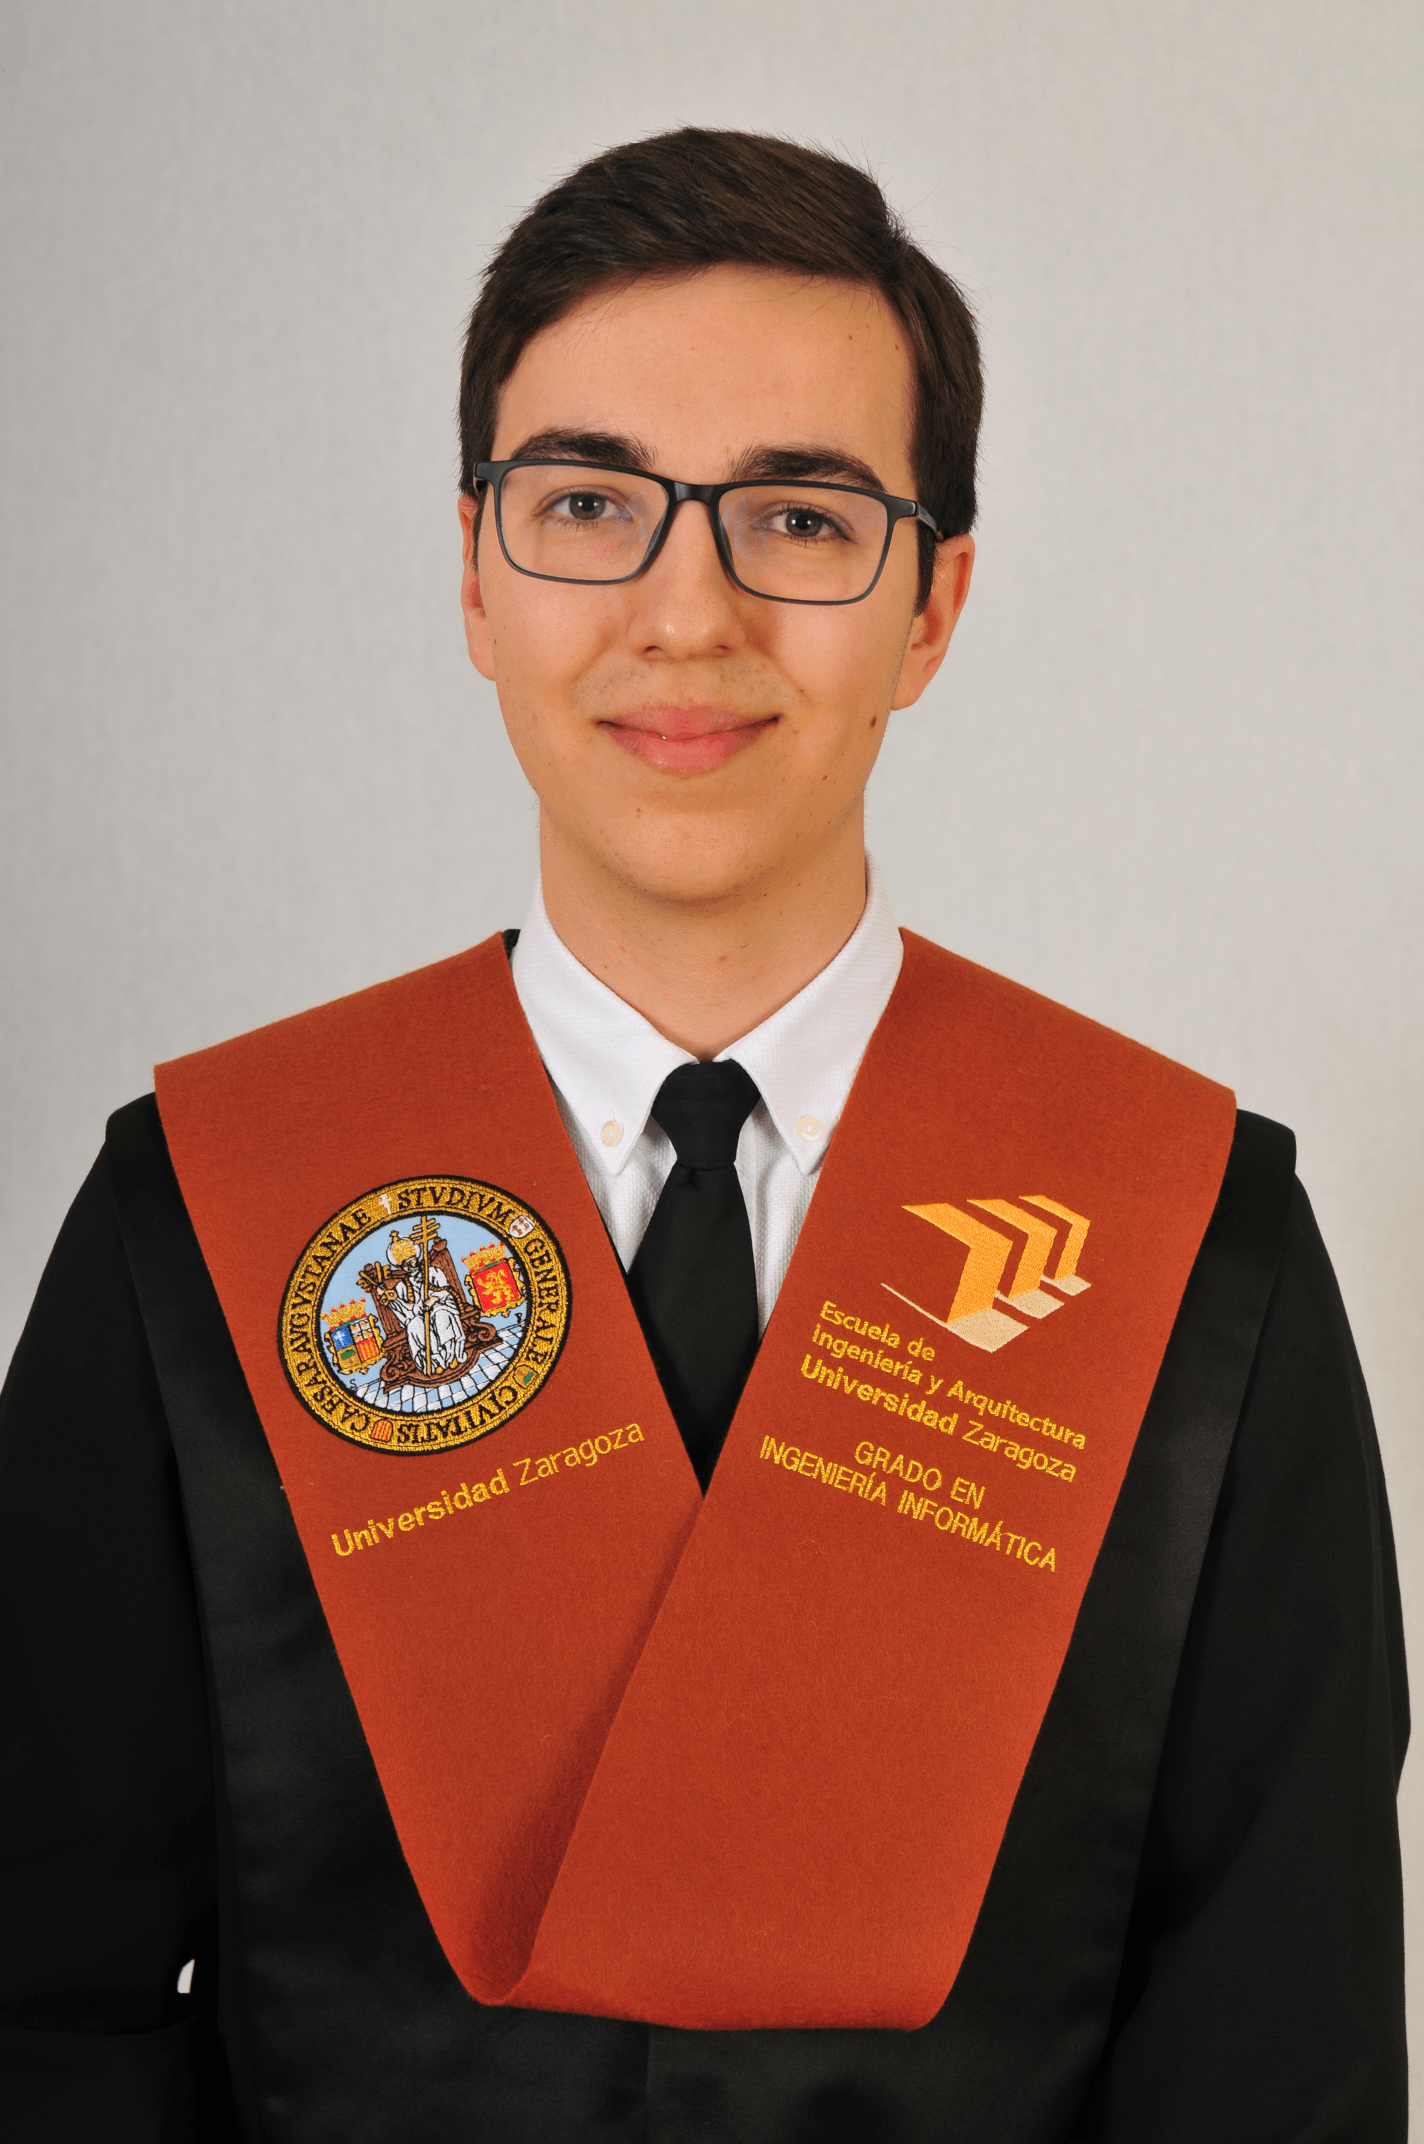 CAESARAVGVSTANAE STVDIVM GENERALE CIVITATIS
Universidad Zaragoza
Escuela de
Ingeniería y Arquitectura
Universidad Zaragoza
GRADO EN
INGENIERÍA INFORMÁTICA